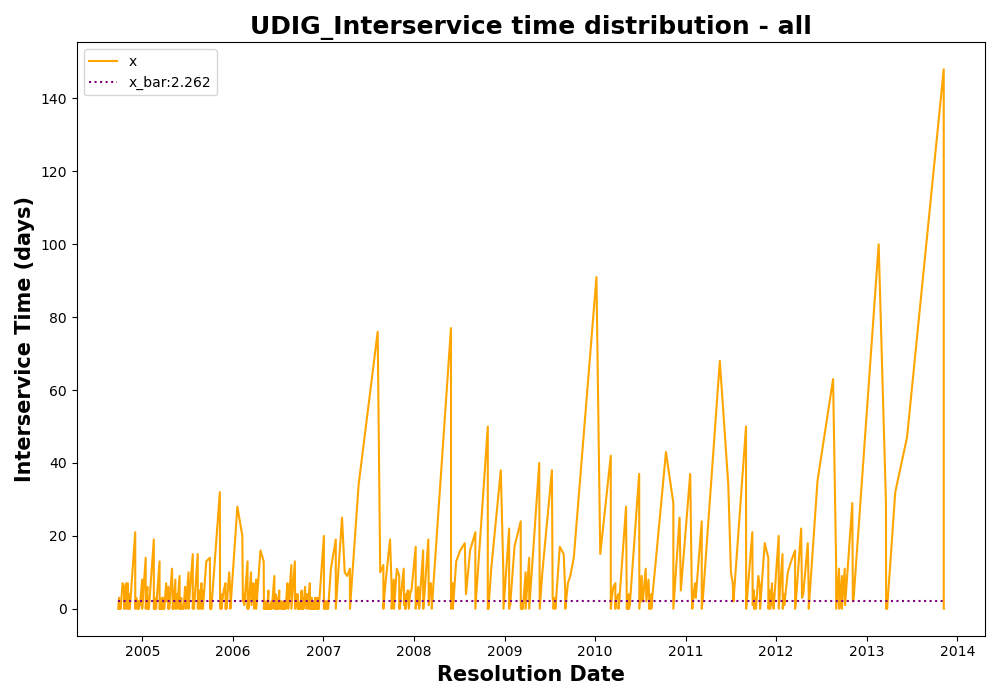 UDIG_Interservice time distribution - all
x
x_bar:2.262
Interservice Time (days)
140
120
100
80
60
40
20
0
2005 2006 2007 2008 2009 2010 2011 2012 2013 2014
Resolution Date